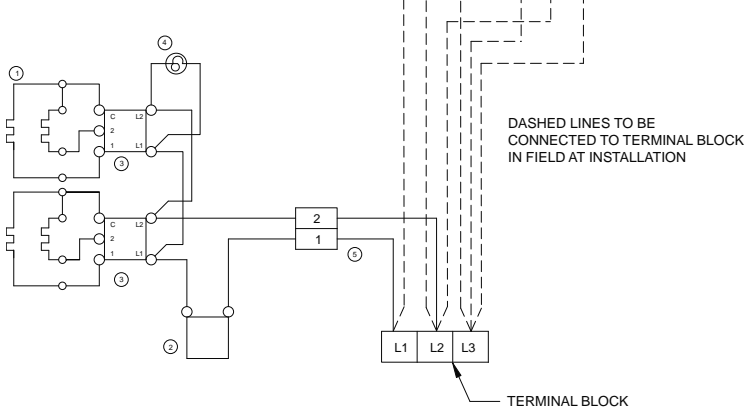 4
1
C L2
2
1 L1
3
DASHED LINES TO BE
CONNECTED TO TERMINAL BLOCK
IN FIELD AT INSTALLATION
C L2
2
1 L1
3
2
1
5
2
L1 L2 L3
TERMINAL BLOCK